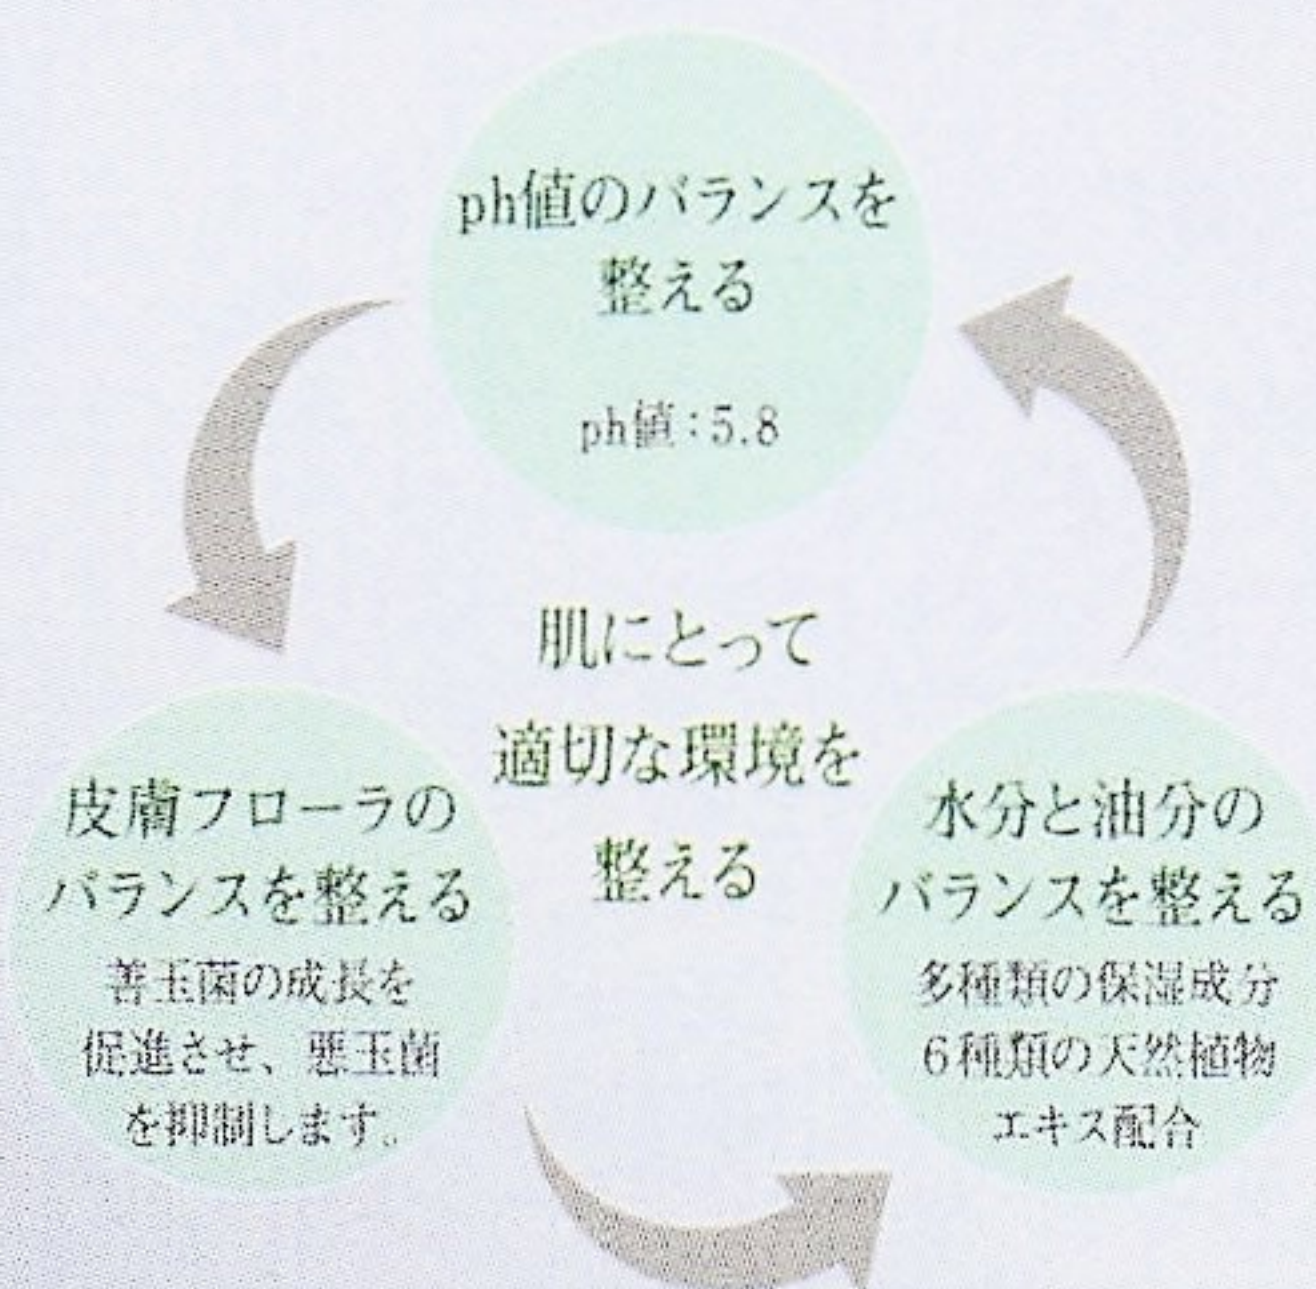 ph値のバランスを
整える
ph値:5.8
肌にとって
適切な環境を
整える
皮膚フローラの
バランスを整える
善玉菌の成長を
促進させ、悪玉菌
を抑制します。
水分と油分の
バランスを整える
多種類の保湿成分
6種類の天然植物
エキス配合